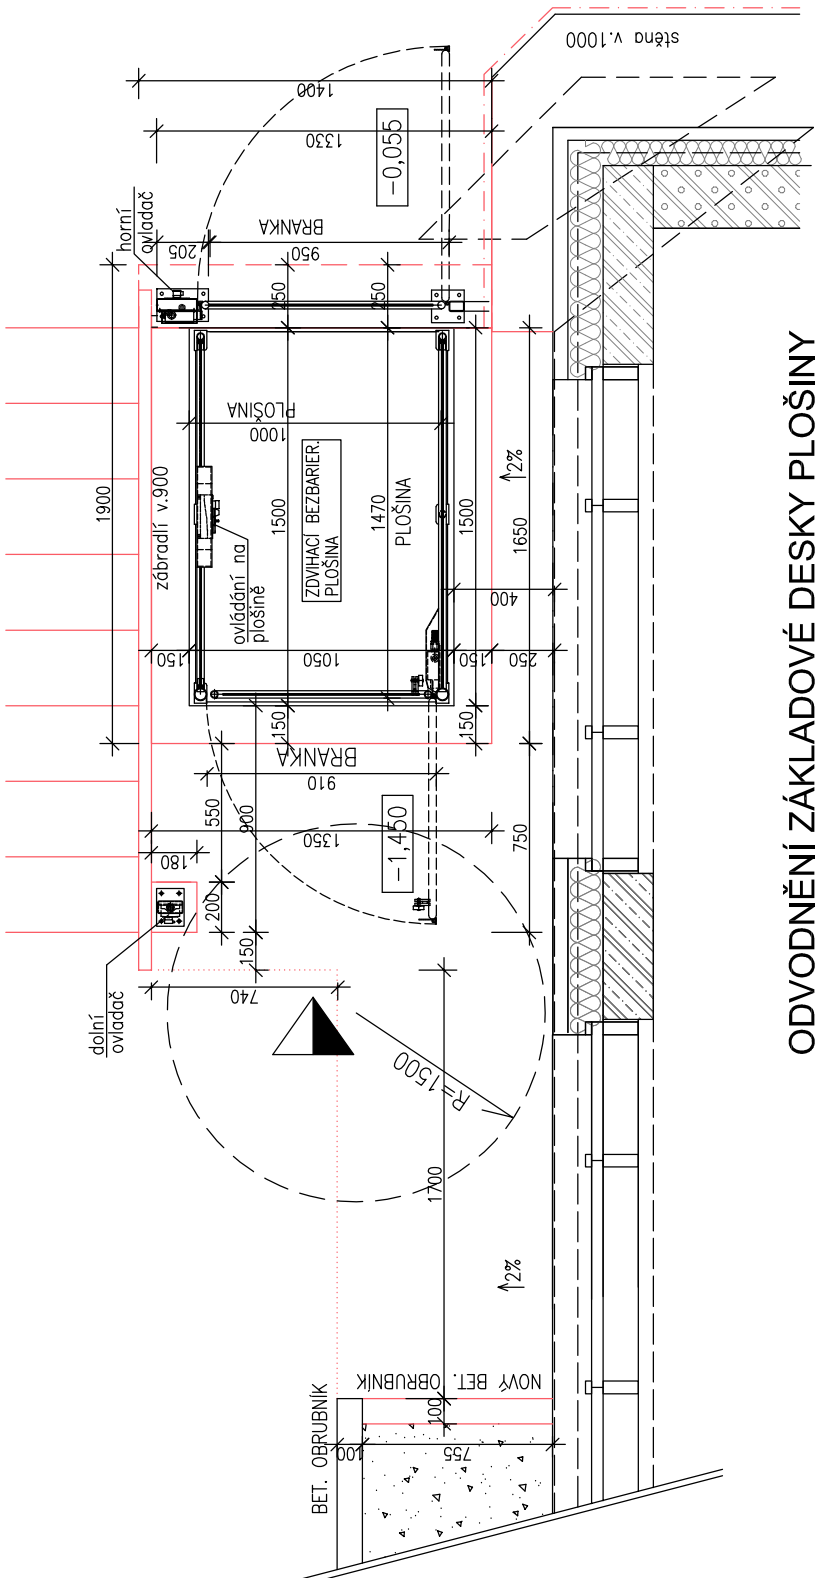 stěna v.1000
1400
1330
-0,055
horní
ovladač
205
BRANKA
950
250
250
1900
zábradlí v.900
PLOŠINA
1000
1500
ZDVIHACÍ BEZBARIER.
PLOŠINA
1470
PLOŠINA
1500
2%
1650
ovládání na
plošině
400
150
1050
150
250
150
150
BRANKA
910
550
900
1350
-1,450
750
180
200
150
740
dolní
ovladač
R=1500
1700
2%
NOVÝ BET. OBRUBNÍK
BET. OBRUBNÍK
100
100
755
ODVODNĚNÍ ZÁKLADOVÉ DESKY PLOŠINY